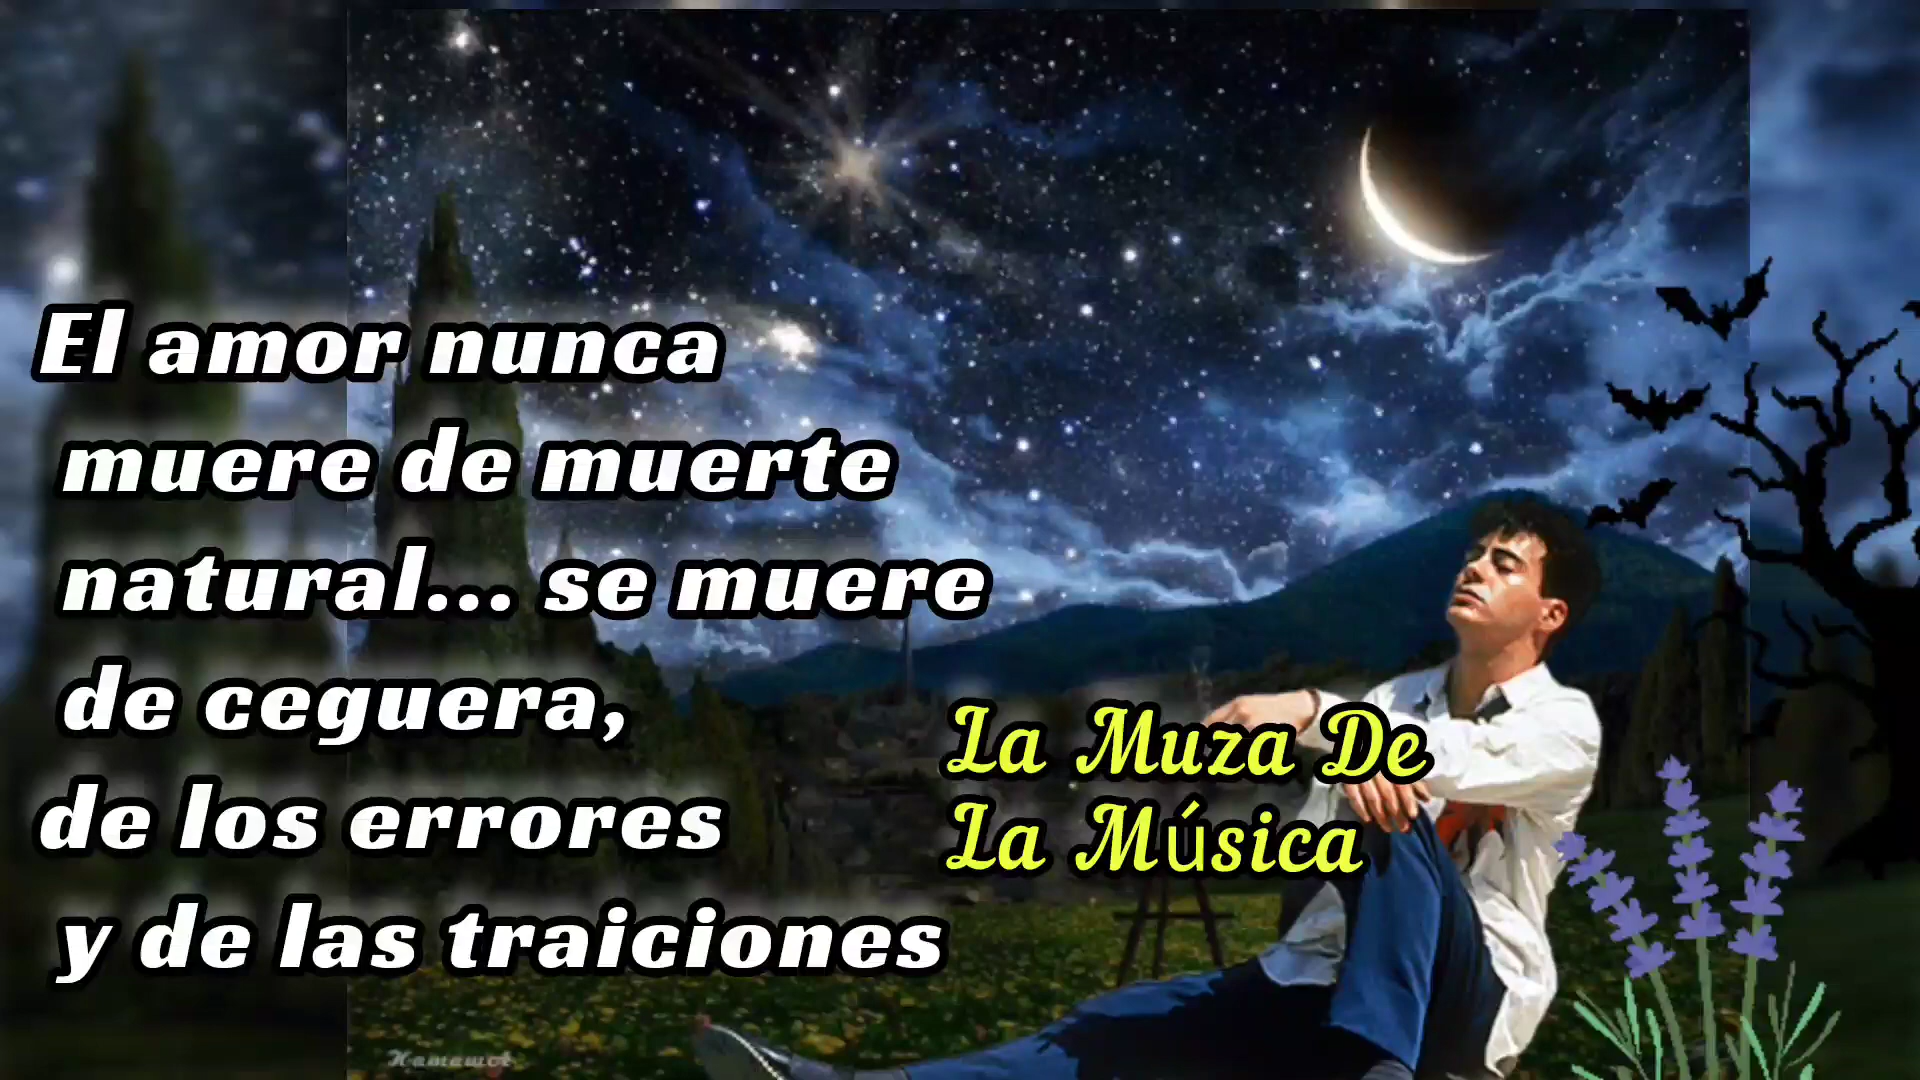 El amor nunca
muere de muerte
natural... se muere
de ceguera,
de los errores
y de las traiciones
La Muza De
La Música